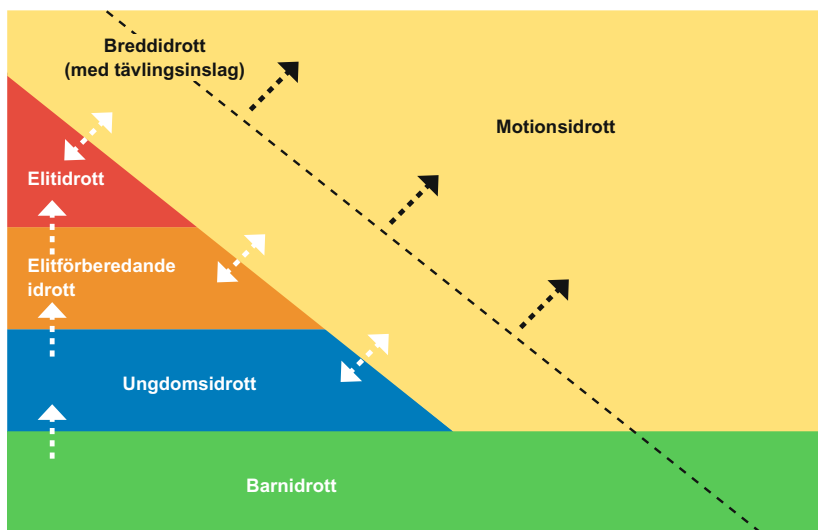 Breddidrott
(med tävlingsinslag)
Motionsidrott
Elitidrott
Elitförberedande
idrott
Ungdomsidrott
Barnidrott